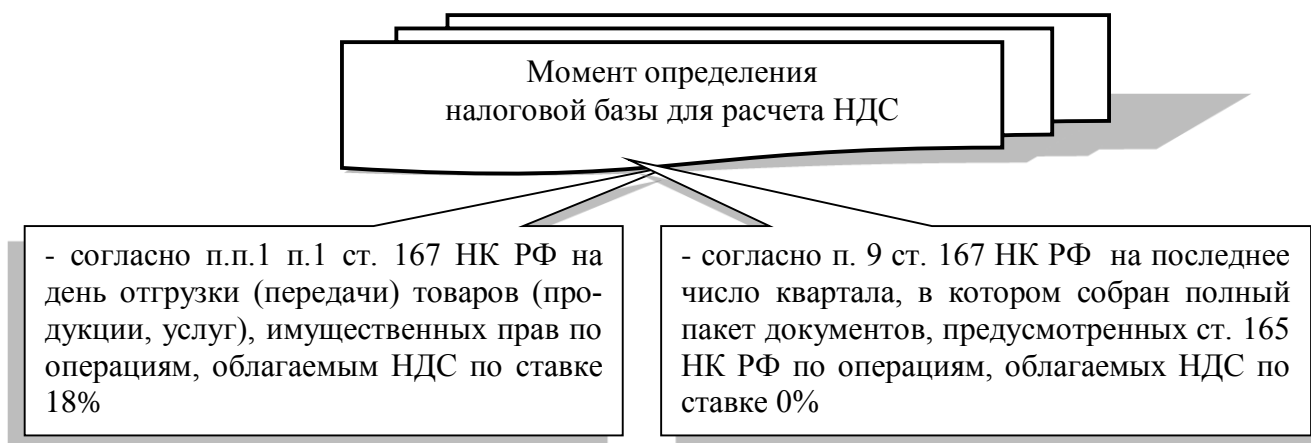 Момент определения
налоговой базы для расчета НДС
- согласно п.п.1 п.1 ст. 167 НК РФ на
день отгрузки (передачи) товаров (про-
дукции, услуг), имущественных прав по
операциям, облагаемым НДС по ставке
18%
- согласно п. 9 ст. 167 НК РФ на последнее
число квартала, в котором собран полный
пакет документов, предусмотренных ст. 165
НК РФ по операциям, облагаемых НДС по
ставке 0%